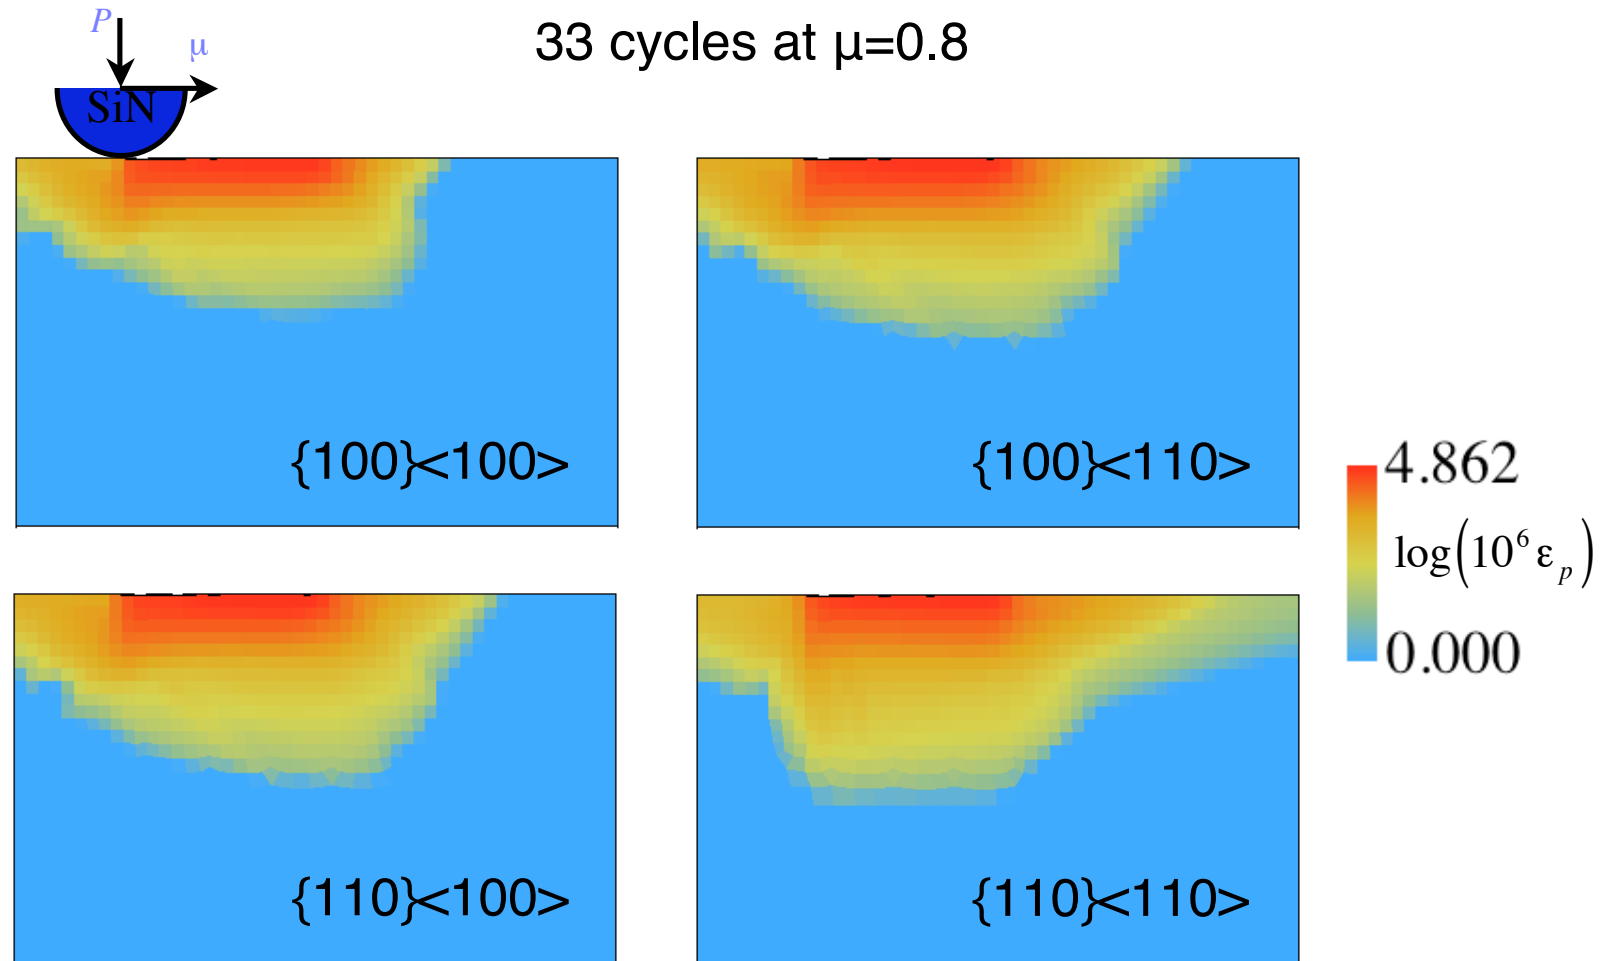 P
μ
33 cycles at μ=0.8
SiN
{100}<100>
{100}<110>
4.862
log(10⁶ εₚ)
0.000
{110}<100>
{110}<110>